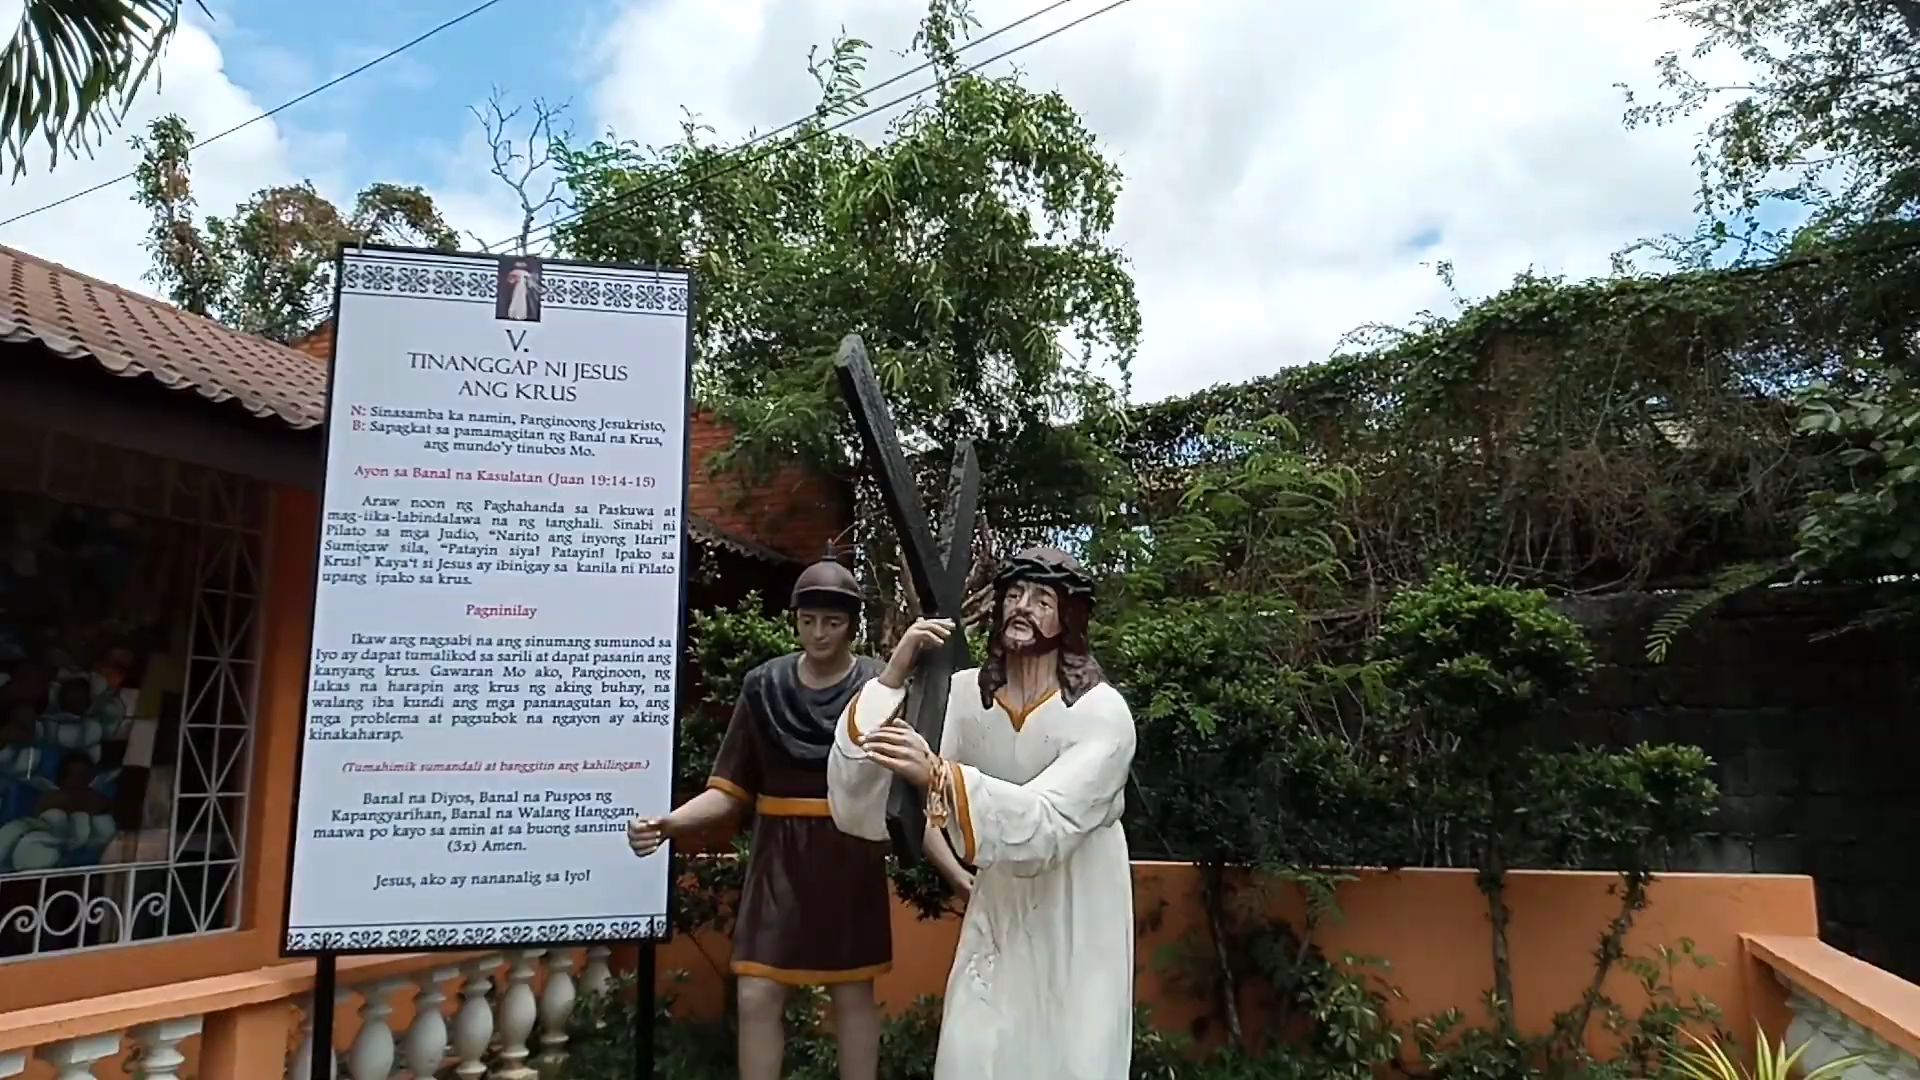 V.
TINANGGAP NI JESUS
ANG KRUS
N: Sinasamba ka namin, Panginoong Jesukristo,
B: Sapagkat sa pamamagitan ng Banal na Krus,
ang mundo'y tinubos Mo.
Ayon sa Banal na Kasulatan (Juan 19:14-15)
Araw noon ng Paghahanda sa Paskuwa at
mag-iika-labindalawa na ng tanghali. Sinabi ni
Pilato sa mga Judio, “Narito ang inyong Hari!”
Sumigaw sila, “Patayin siya! Patayin! Ipako sa
Krus!” Kaya't si Jesus ay ibinigay sa kanila ni Pilato
upang ipako sa krus.
Pagninilay
Ikaw ang nagsabi na ang sinumang sumunod sa
Iyo ay dapat tumalikod sa sarili at dapat pasanin ang
kanyang krus. Gawaran Mo ako, Panginoon, ng
lakas na harapin ang krus ng aking buhay, na
walang iba kundi ang mga pananagutan ko, ang
mga problema at pagsubok na ngayon ay aking
kinakaharap.
(Tumahimik sumandali at banggitin ang kahilingan.)
Banal na Diyos, Banal na Puspos ng
Kapangyarihan, Banal na Walang Hanggan,
maawa po kayo sa amin at sa buong
(3x) Amen.
Jesus, ako ay nananalig sa Iyo!